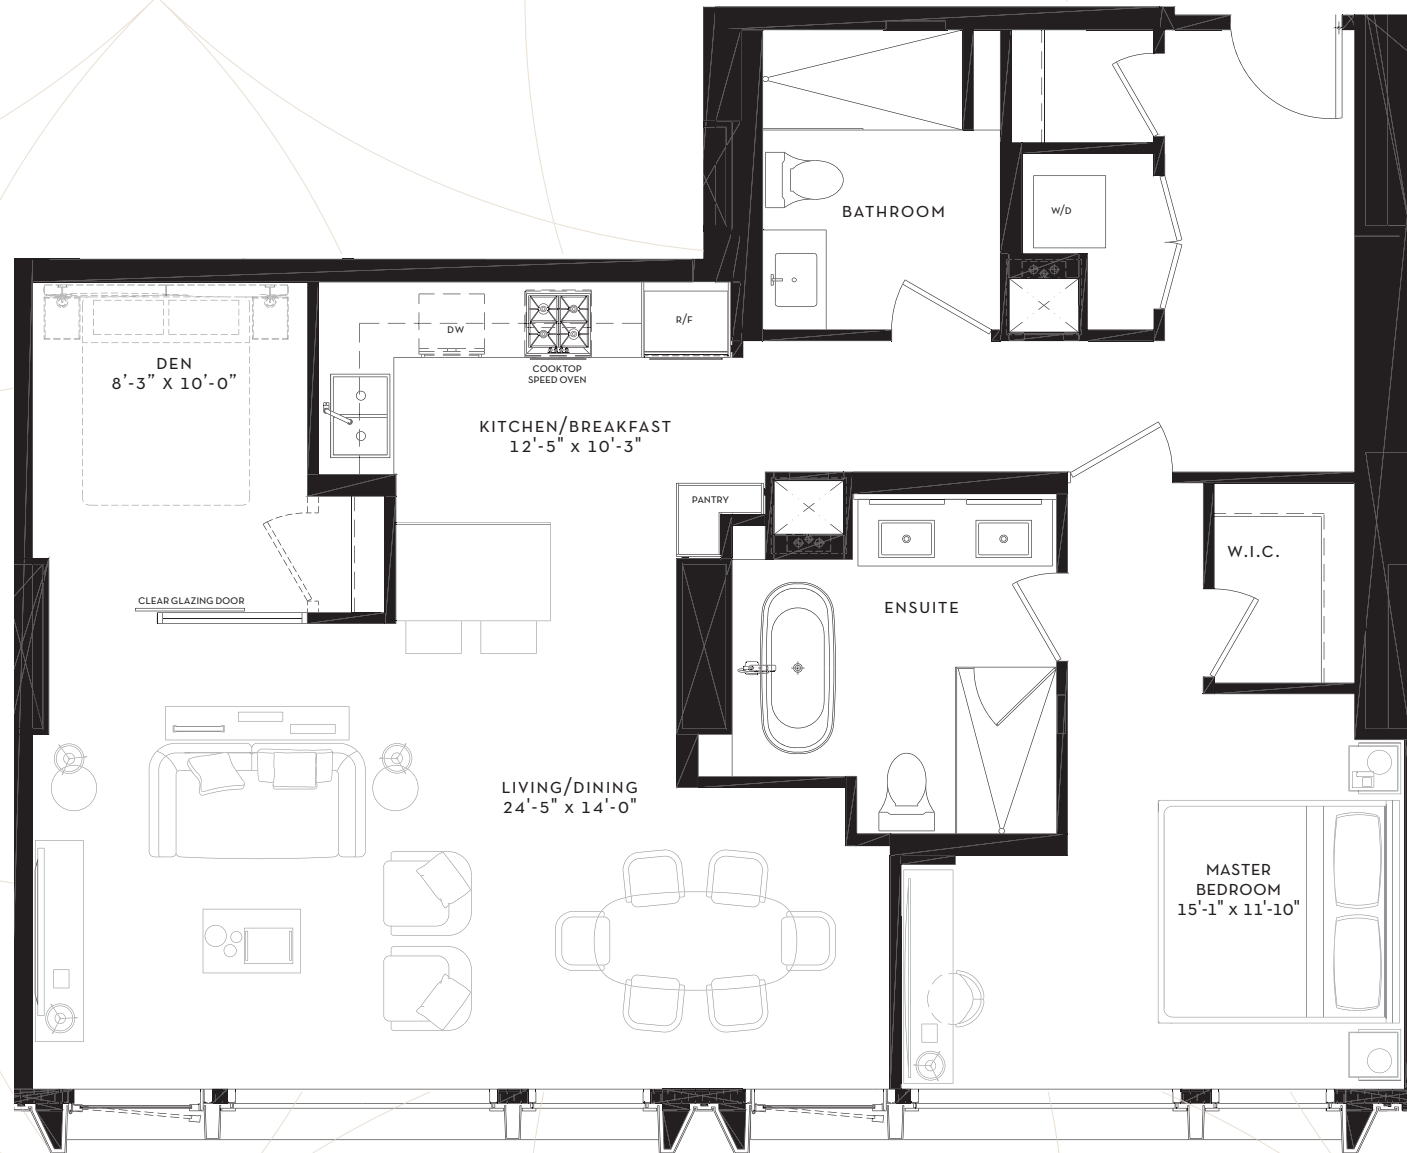 BATHROOM
W/D
DEN
8'-3" X 10'-0"
DW
R/F
COOKTOP
SPEED OVEN
KITCHEN/BREAKFAST
12'-5" x 10'-3"
PANTRY
W.I.C.
CLEAR GLAZING DOOR
ENSUITE
LIVING/DINING
24'-5" x 14'-0"
MASTER
BEDROOM
15'-1" x 11'-10"